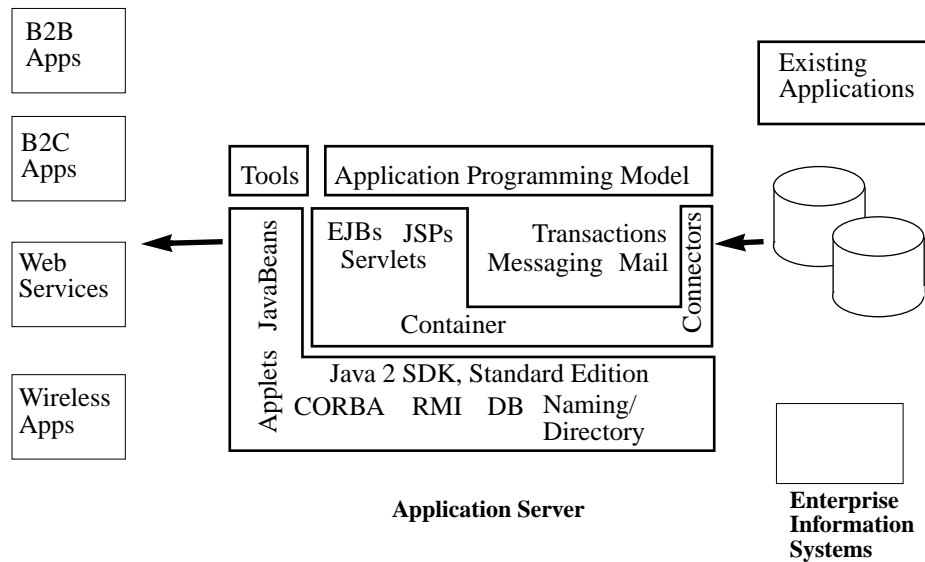 B2B
Apps
B2C
Apps
Web
Services
Wireless
Apps
Tools
Application Programming Model
JavaBeans
Applets
EJBs JSPs
Servlets
Transactions
Messaging Mail
Connectors
Container
Java 2 SDK, Standard Edition
CORBA RMI DB Naming/
Directory
Application Server
Existing
Applications
Enterprise
Information
Systems